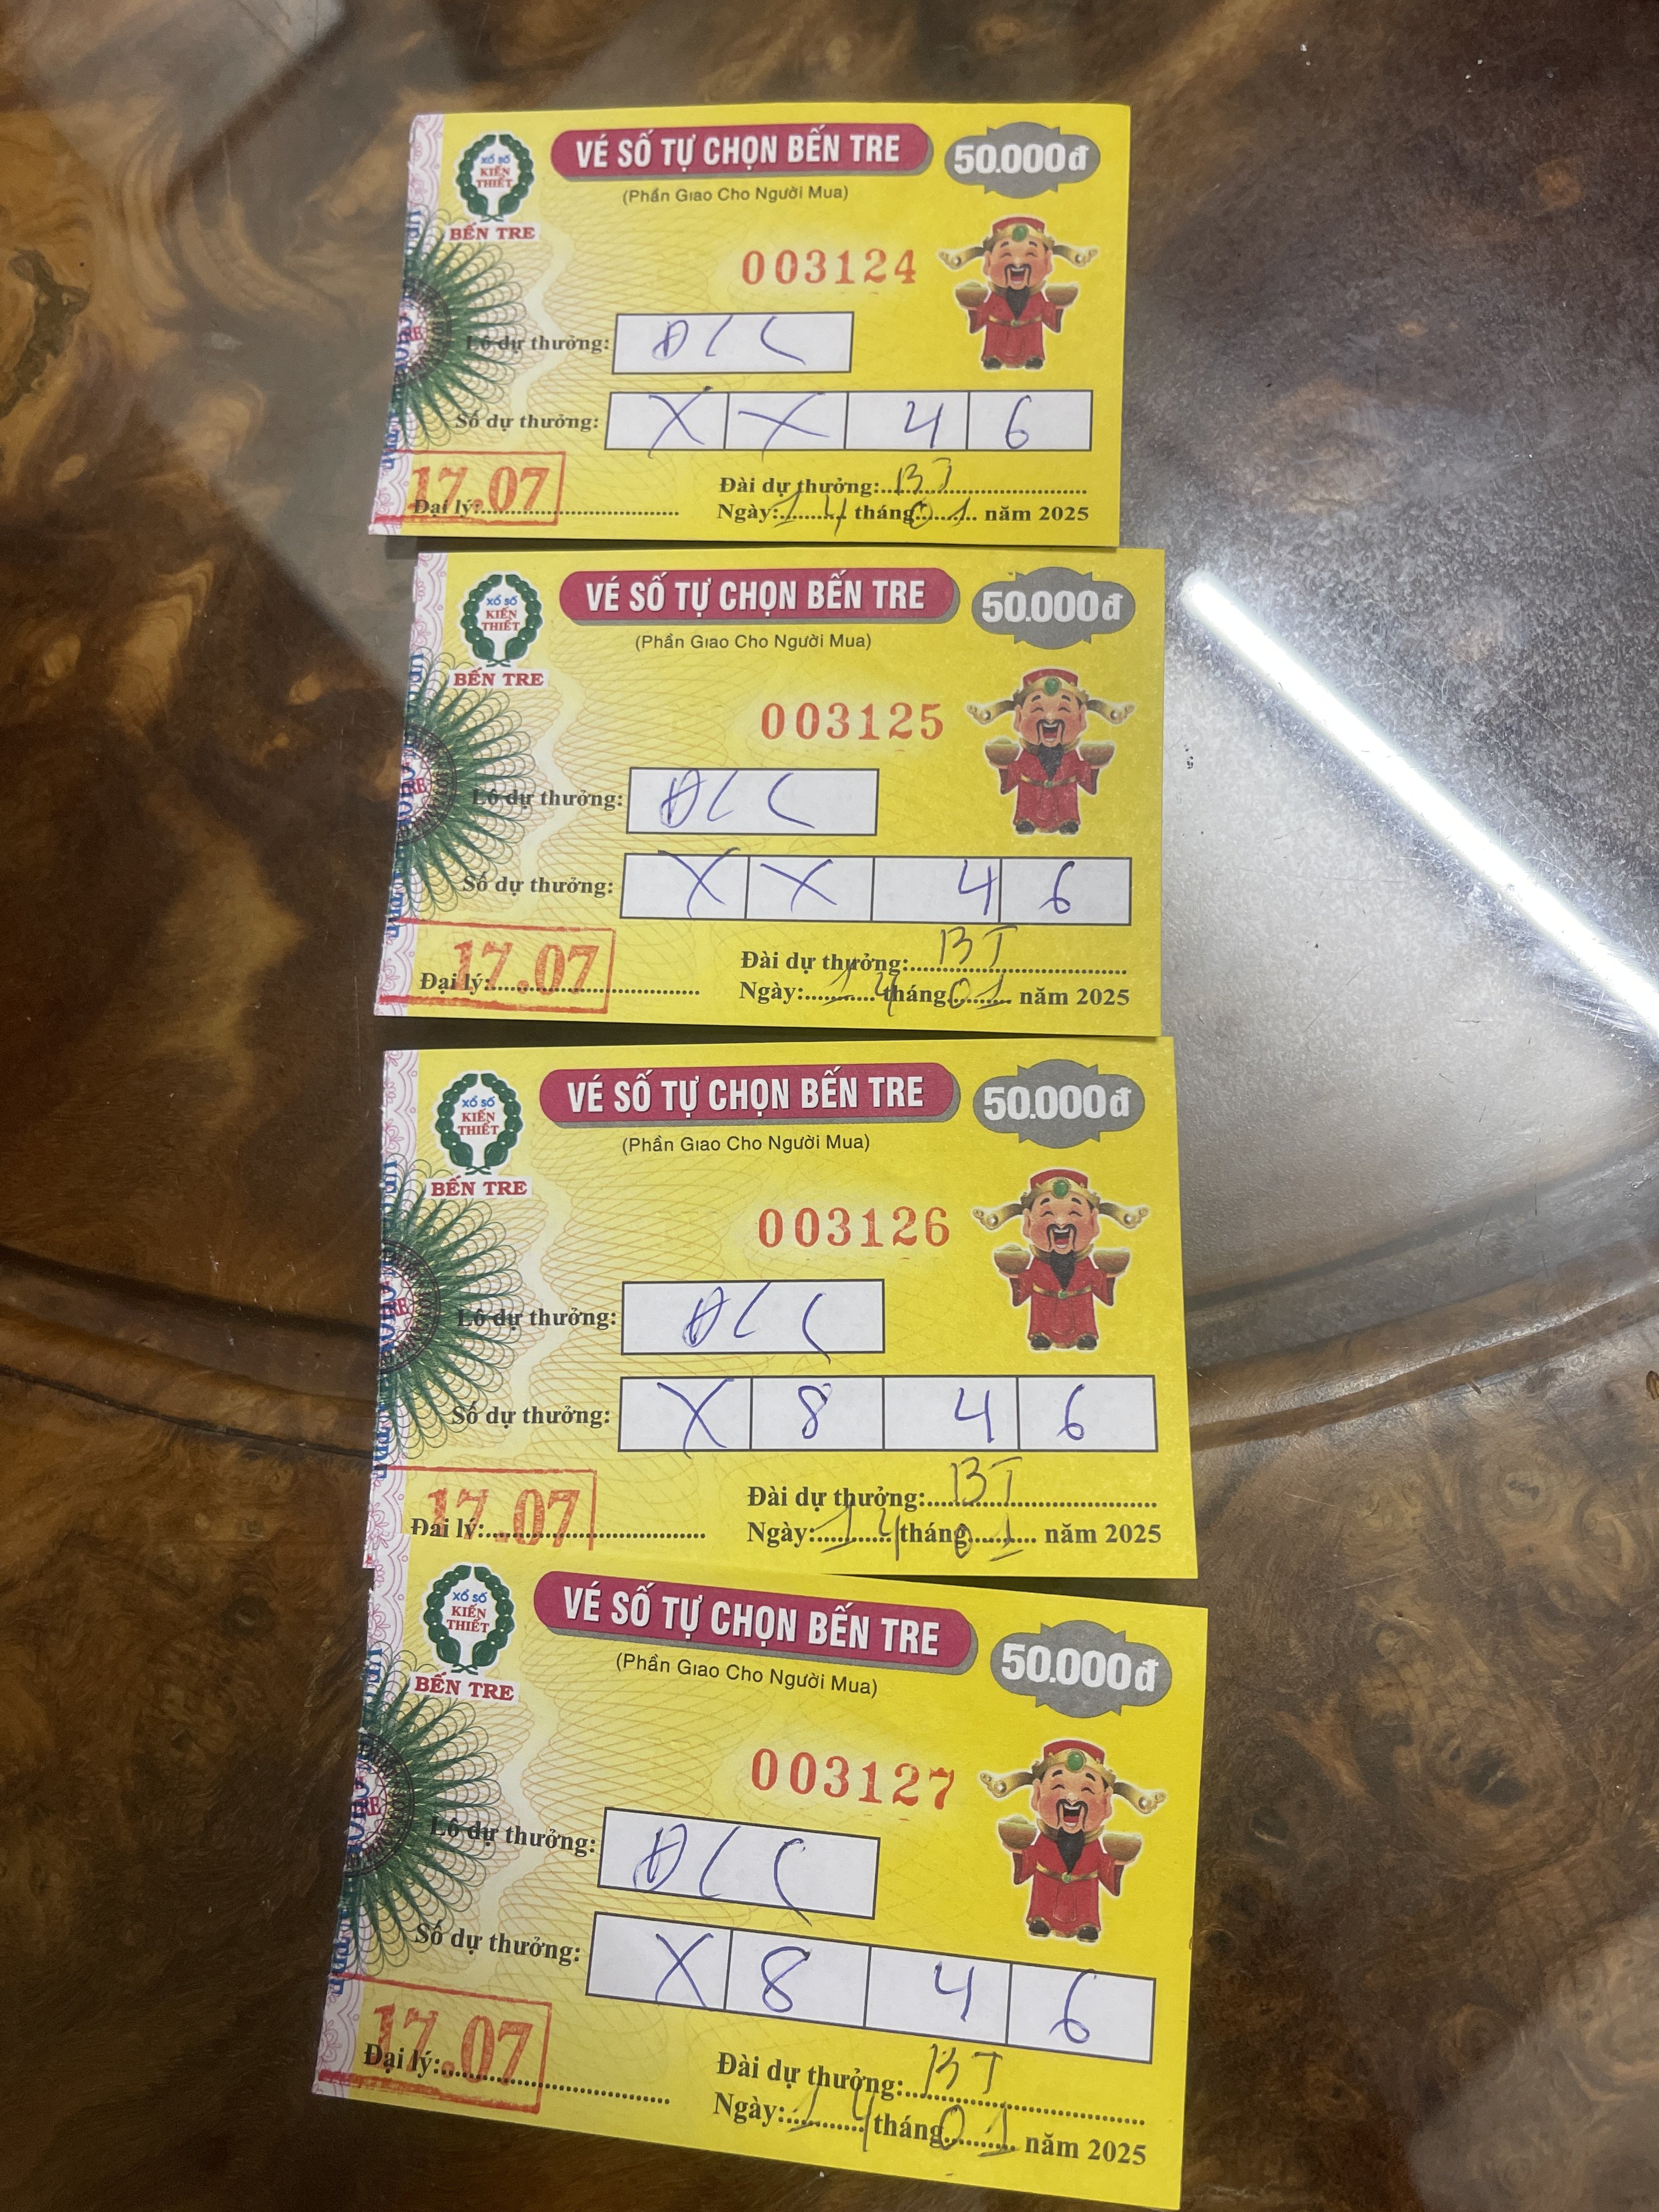 XỔ SỐ
KIẾN
THIẾT
BẾN TRE
VÉ SỐ TỰ CHỌN BẾN TRE
50.000đ
(Phần Giao Cho Người Mua)
003124
Lô dự thưởng: ĐCC
Số dự thưởng: X X 4 6
17.07
Đại lý:
Đài dự thưởng: BT
Ngày: 14 tháng 01 năm 2025
XỔ SỐ
KIẾN
THIẾT
BẾN TRE
VÉ SỐ TỰ CHỌN BẾN TRE
50.000đ
(Phần Giao Cho Người Mua)
003125
Lô dự thưởng: ĐCC
Số dự thưởng: X X 4 6
17.07
Đại lý:
Đài dự thưởng: BT
Ngày: 14 tháng 01 năm 2025
XỔ SỐ
KIẾN
THIẾT
BẾN TRE
VÉ SỐ TỰ CHỌN BẾN TRE
50.000đ
(Phần Giao Cho Người Mua)
003126
Lô dự thưởng: ĐCC
Số dự thưởng: X 8 4 6
17.07
Đại lý:
Đài dự thưởng: BT
Ngày: 14 tháng 01 năm 2025
XỔ SỐ
KIẾN
THIẾT
BẾN TRE
VÉ SỐ TỰ CHỌN BẾN TRE
50.000đ
(Phần Giao Cho Người Mua)
003127
Lô dự thưởng: ĐCC
Số dự thưởng: X 8 4 6
17.07
Đại lý:
Đài dự thưởng: BT
Ngày: 14 tháng 01 năm 2025